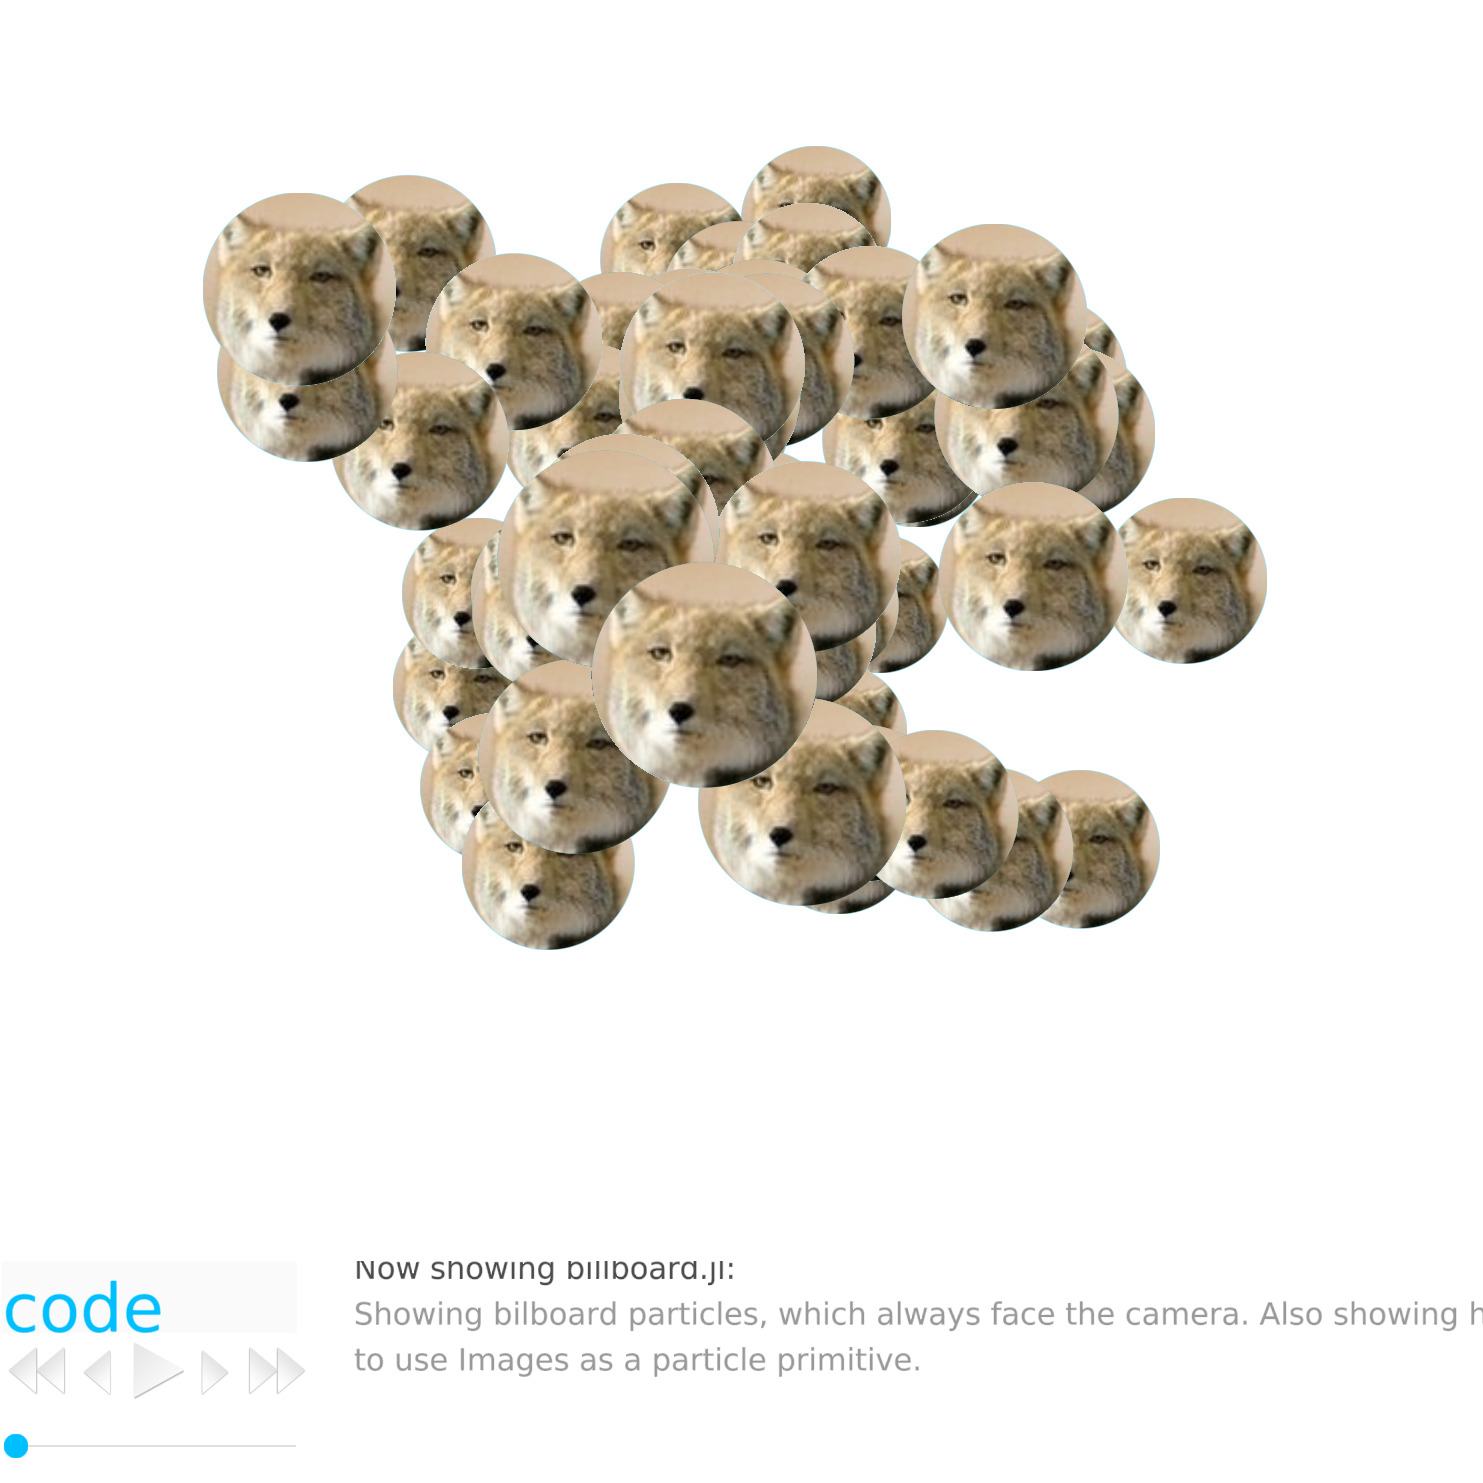 Now showing billboard.jl:
code
Showing bilboard particles, which always face the camera. Also showing
to use Images as a particle primitive.